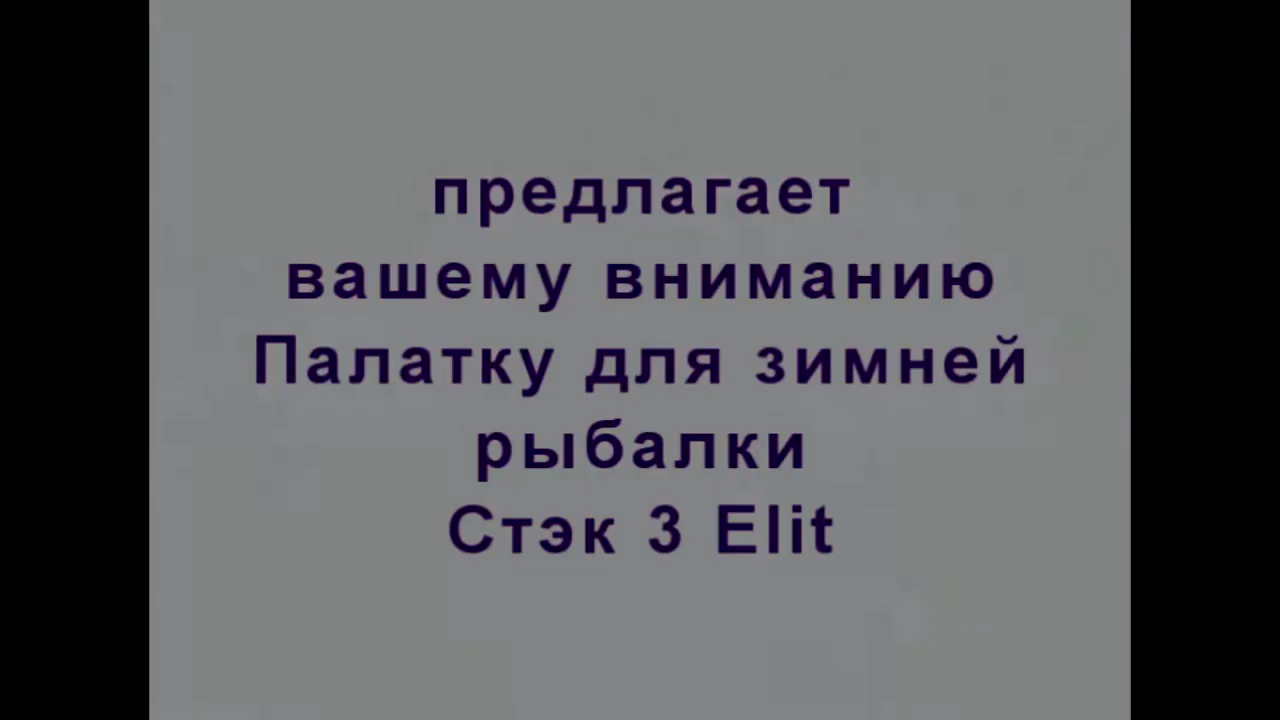 предлагает
вашему вниманию
Палатку для зимней
рыбалки
Стэк 3 Elit